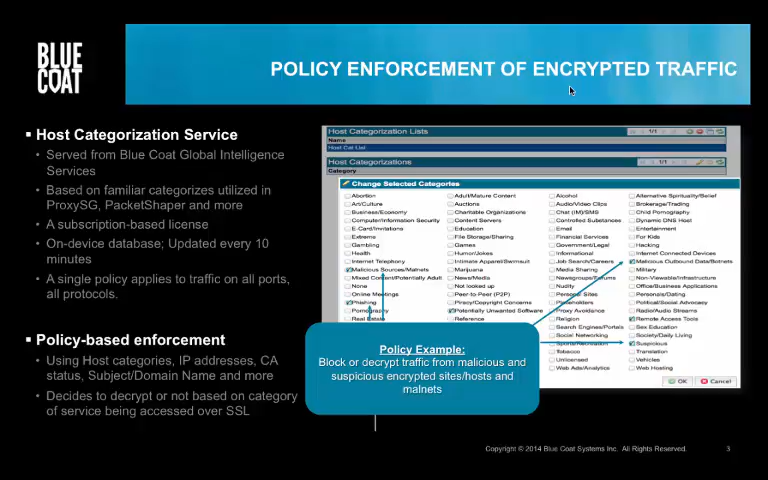 BLUE
COAT
POLICY ENFORCEMENT OF ENCRYPTED TRAFFIC
▪ Host Categorization Service
• Served from Blue Coat Global Intelligence
Services
• Based on familiar categorizes utilized in
ProxySG, PacketShaper and more
• A subscription-based license
• On-device database; Updated every 10
minutes
• A single policy applies to traffic on all ports,
all protocols.
▪ Policy-based enforcement
• Using Host categories, IP addresses, CA
status, Subject/Domain Name and more
• Decides to decrypt or not based on category
of service being accessed over SSL
Host Categorization Lists
1/1
Name
Host Cat List
Host Categorizations
1/1
Category
Change Selected Categories
Abortion Adult/Mature Content Alcohol Alternative Spirituality/Belief
Art/Culture Auctions Audio/Video Clips Brokerage/Trading
Business/Economy Charitable Organizations Chat (IM)/SMS Child Pornography
Computer/Information Security Content Servers Controlled Substances Dynamic DNS Host
E-Card/Invitations Education Email Entertainment
Extreme File Storage/Sharing Financial Services For Kids
Gambling Games Government/Legal Hacking
Health Humor/Jokes Informational Internet Connected Devices
Internet Telephony Intimate Apparel/Swimsuit Job Search/Careers Malicious Outbound Data/Botnets
Malicious Sources/Malnets Marijuana Media Sharing Military
Mixed Content/Potentially Adult News/Media Newsgroups/Forums Non-Viewable/Infrastructure
None Not looked up Nudity Office/Business Applications
Online Meetings Peer-to-Peer (P2P) Personal Sites Personals/Dating
Phishing Piracy/Copyright Concerns Placeholders Political/Social Advocacy
Pornography Potentially Unwanted Software Proxy Avoidance Radio/Audio Streams
Real Estate Reference Religion Remote Access Tools
Search Engines/Portals Sex Education
Social Networking Society/Daily Living
Sports/Recreation Suspicious
Tobacco Translation
Unlicensed Vehicles
Web Ads/Analytics Web Hosting
OK Cancel
Policy Example:
Block or decrypt traffic from malicious and
suspicious encrypted sites/hosts and
malnets
Copyright © 2014 Blue Coat Systems Inc. All Rights Reserved. 3